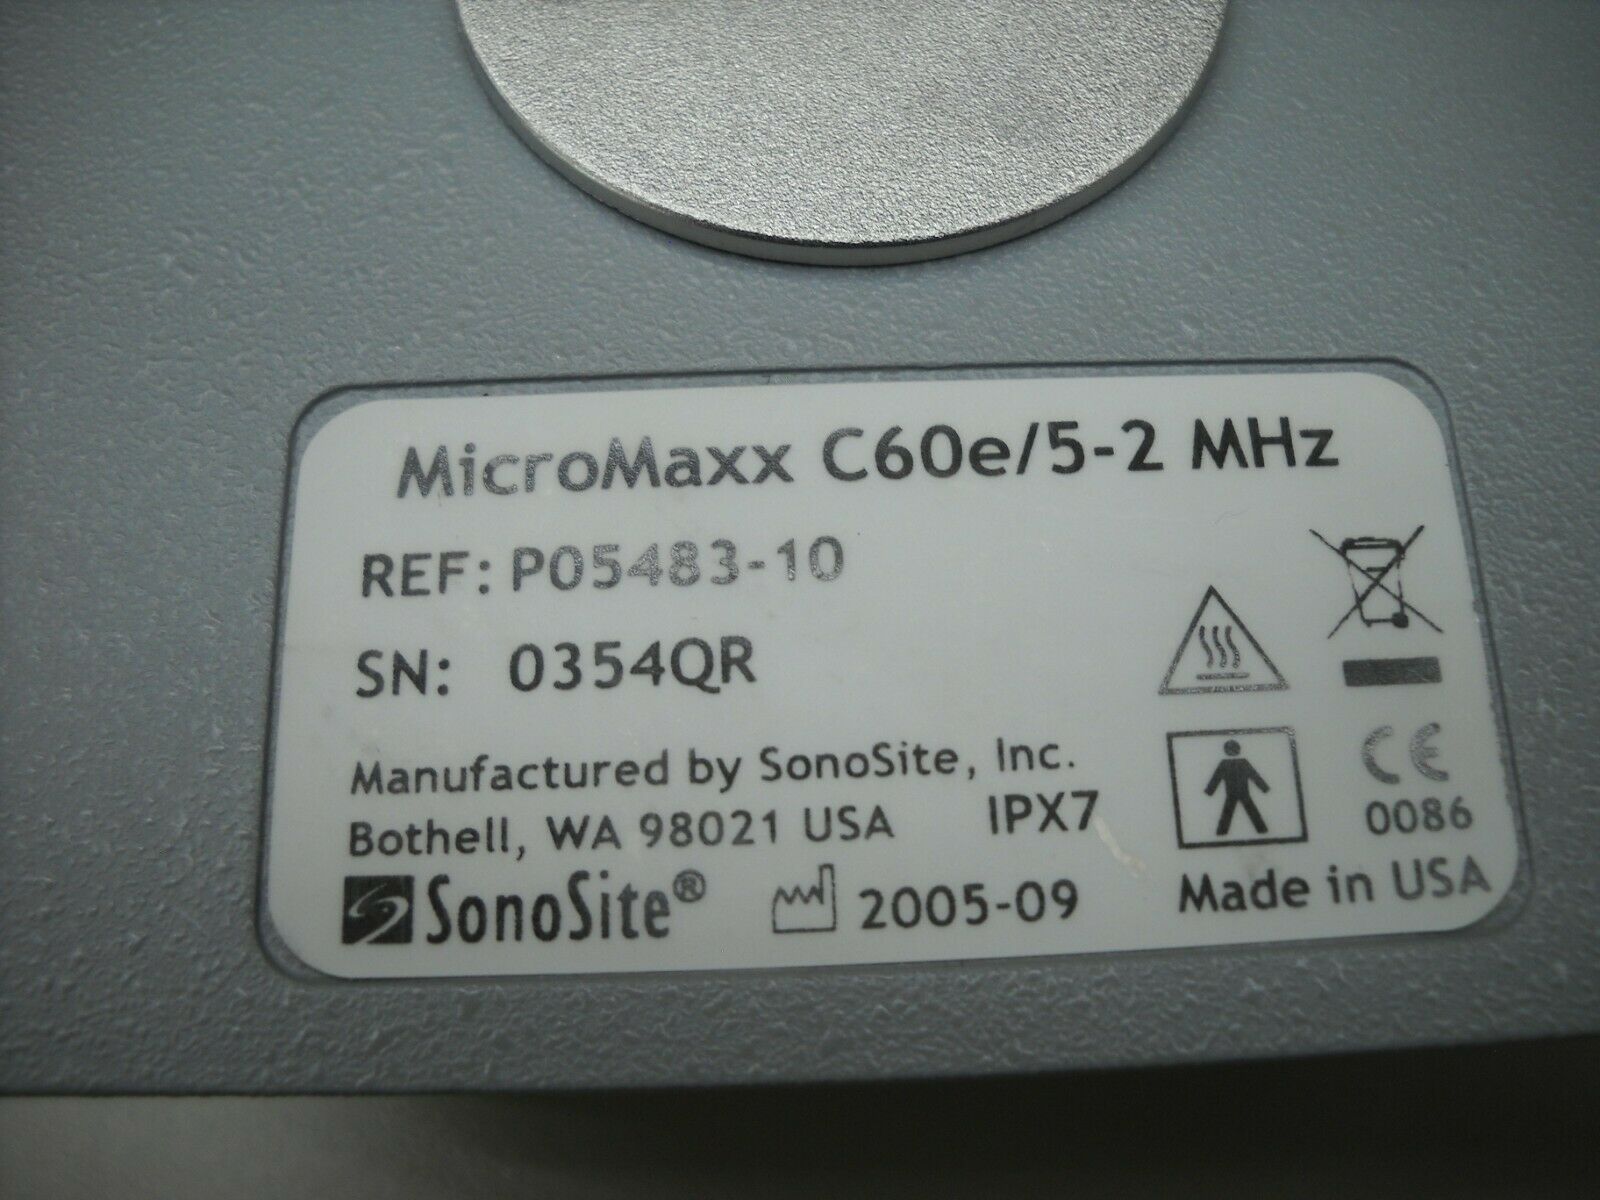 MicroMaxx C60e/5-2 MHz
REF: P05483-10
SN: 0354QR
Manufactured by SonoSite, Inc.
Bothell, WA 98021 USA IPX7
CE
0086
SonoSite® 2005-09 Made in USA